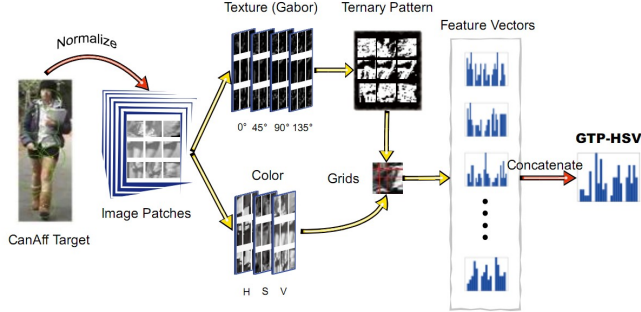 Texture (Gabor)
Ternary Pattern
Feature Vectors
Normalize
0° 45° 90° 135°
GTP-HSV
Color
Grids
Concatenate
Image Patches
CanAff Target
H S V